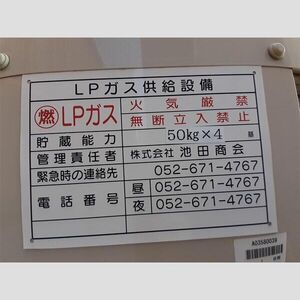 LPガス供給設備
燃 LPガス 火気厳禁
無断立入禁止
貯蔵能力 50kg×4 基
管理責任者 株式会社 池田商会
緊急時の連絡先 052-671-4767
電話番号 昼 052-671-4767
夜 052-671-4767
A03580039